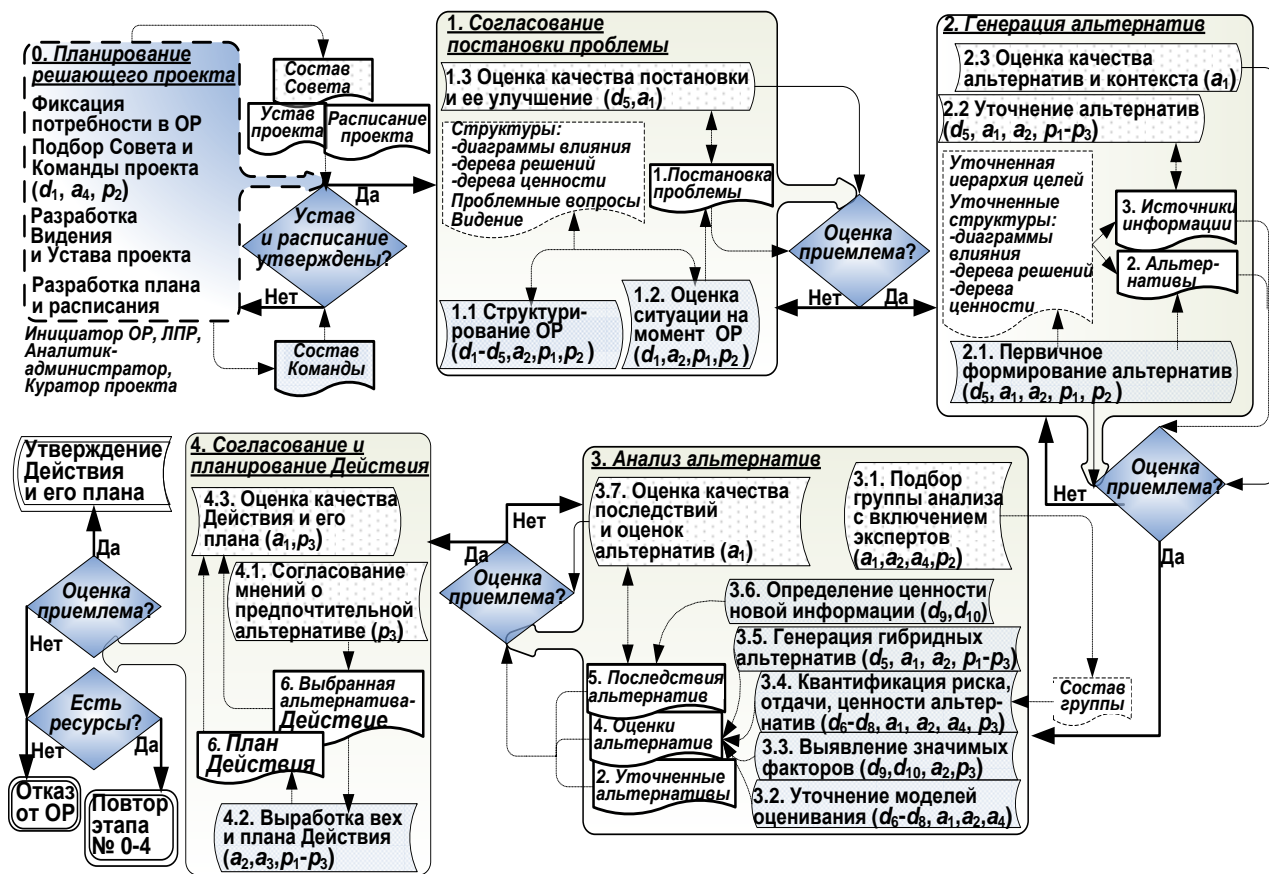 0. Планирование
решающего проекта
Фиксация
потребности в ОР
Подбор Совета и
Команды проекта
(d1, a4, p2)
Разработка
Видения
и Устава проекта
Разработка плана
и расписания
Инициатор ОР, ЛПР,
Аналитик-
администратор,
Куратор проекта
Состав
Совета
Устав
проекта
Расписание
проекта
Да
Устав
и расписание
утверждены?
Нет
Состав
Команды
1. Согласование
постановки проблемы
1.3 Оценка качества постановки
и ее улучшение (d5,a1)
Структуры:
-диаграммы влияния
-дерева решений
-дерева ценности
Проблемные вопросы
Видение
1.Постановка
проблемы
1.1 Структури-
рование ОР
(d1-d5,a2,p1,p2)
1.2. Оценка
ситуации на
момент ОР
(d1,a2,p1,p2)
Оценка
приемлема?
Нет
Да
2. Генерация альтернатив
2.3 Оценка качества
альтернатив и контекста (a1)
2.2 Уточнение альтернатив
(d5, a1, a2, p1-p3)
Уточненная
иерархия целей
Уточненные
структуры:
-диаграммы
влияния
-дерева решений
-дерева
ценности
3. Источники
информации
2. Альтер-
нативы
2.1. Первичное
формирование альтернатив
(d5, a1, a2, p1, p2)
Оценка
приемлема?
Нет
Да
Утверждение
Действия
и его плана
Да
Оценка
приемлема?
Нет
Есть
ресурсы?
Нет
Да
Отказ
от ОР
Повтор
этапа
№ 0-4
4. Согласование и
планирование Действия
4.3. Оценка качества
Действия и его
плана (a1,p3)
4.1. Согласование
мнений о
предпочтительной
альтернативе (p3)
6. Выбранная
альтернатива-
Действие
6. План
Действия
4.2. Выработка вех
и плана Действия
(a2,a3,p1-p3)
Нет
Да
Оценка
приемлема?
3. Анализ альтернатив
3.7. Оценка качества
последствий
и оценок
альтернатив (a1)
3.1. Подбор
группы анализа
с включением
экспертов
(a1,a2,a4,p2)
3.6. Определение ценности
новой информации (d9,d10)
3.5. Генерация гибридных
альтернатив (d5, a1, a2, p1-p3)
3.4. Квантификация риска,
отдачи, ценности альтер-
натив (d6-d8, a1, a2, a4, p3)
3.3. Выявление значимых
факторов (d9,d10, a2,p3)
3.2. Уточнение моделей
оценивания (d6-d8, a1,a2,a4)
5. Последствия
альтернатив
4. Оценки
альтернатив
2. Уточненные
альтернативы
Состав
группы